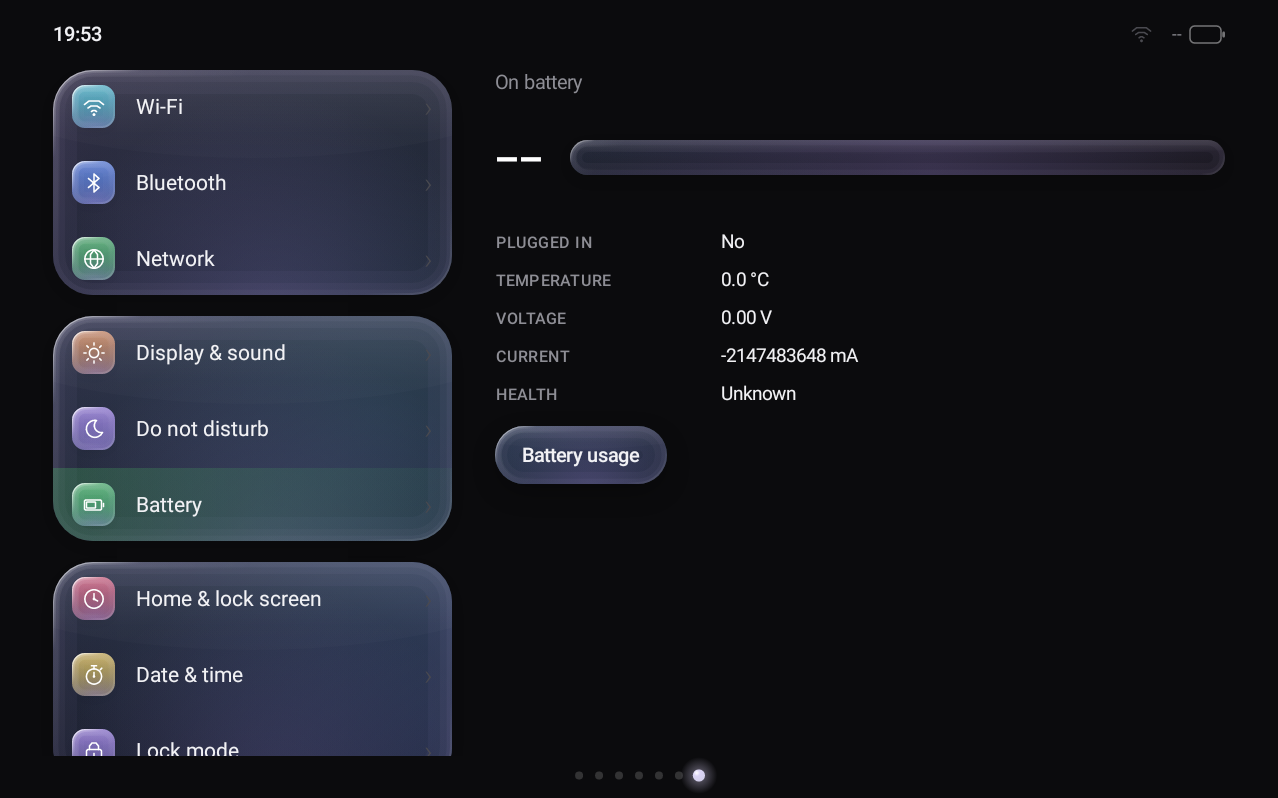 19:53
--
Wi-Fi
Bluetooth
Network
Display & sound
Do not disturb
Battery
Home & lock screen
Date & time
Lock mode
On battery
--
PLUGGED IN No
TEMPERATURE 0.0 °C
VOLTAGE 0.00 V
CURRENT -2147483648 mA
HEALTH Unknown
Battery usage